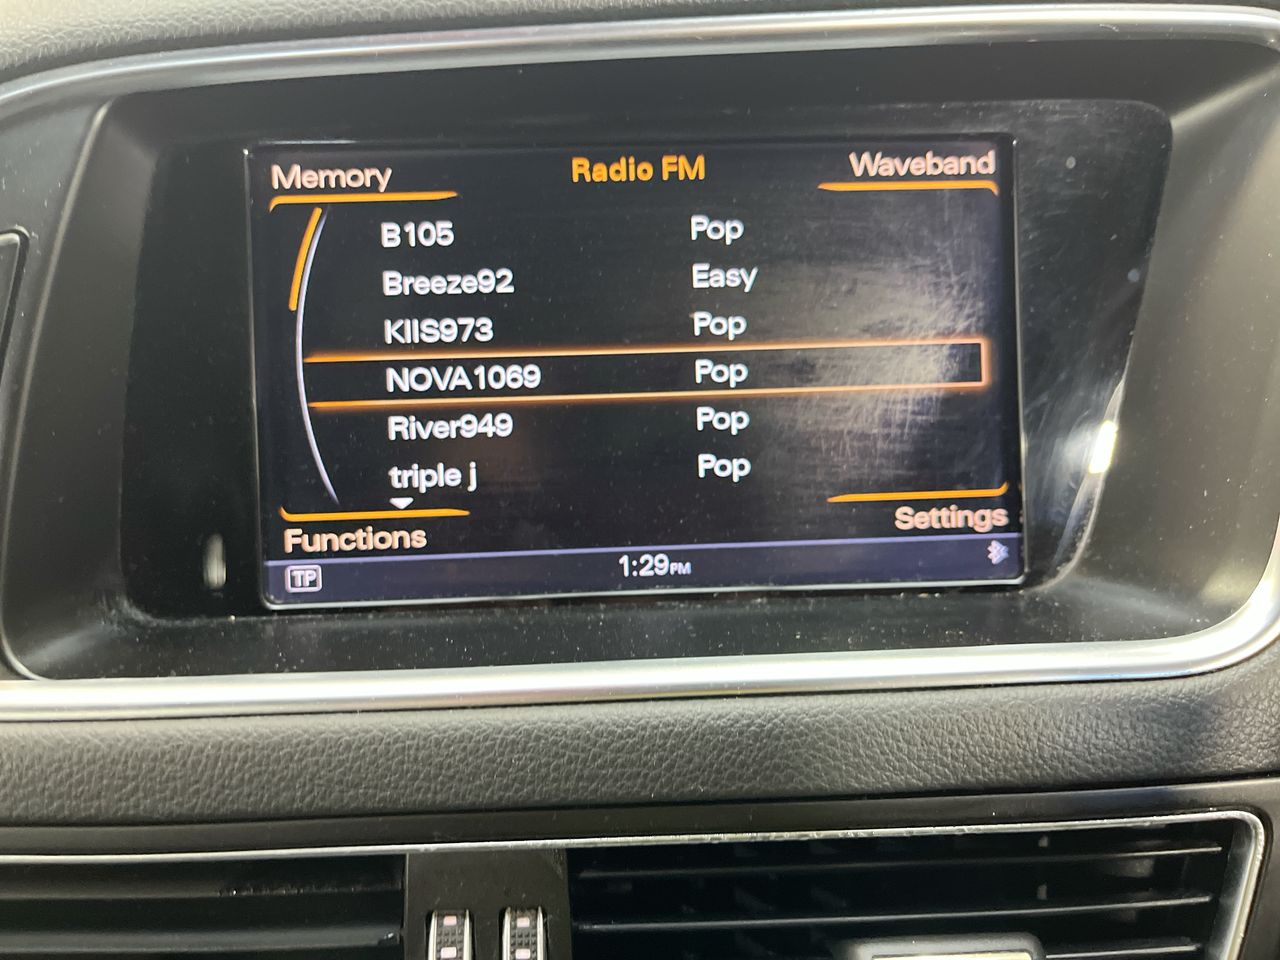 Memory Radio FM Waveband
B105 Pop
Breeze92 Easy
KIIS973 Pop
NOVA1069 Pop
River949 Pop
triple j Pop
Functions Settings
TP 1:29PM